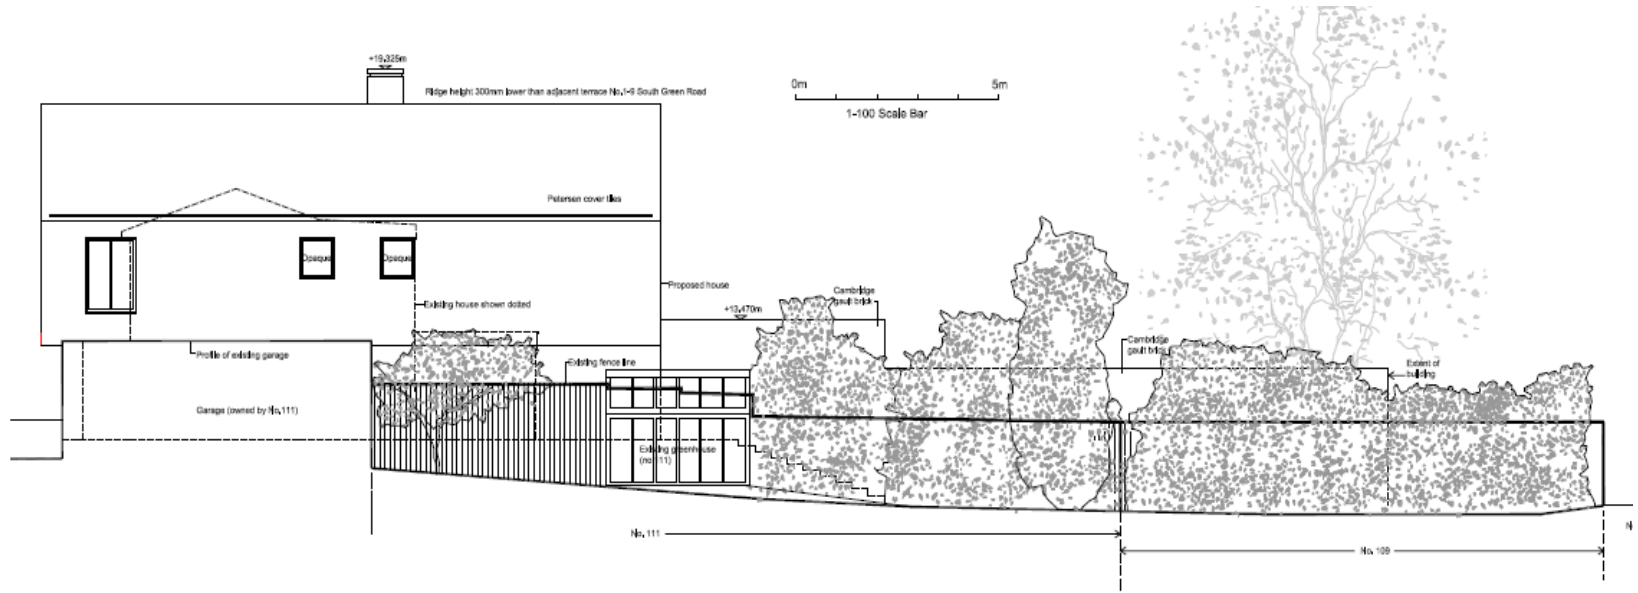 +19.325m
Ridge height 300mm lower than adjacent terrace No.1-9 South Green Road
0m
5m
1-100 Scale Bar
Petersen cover tiles
Opaque
Opaque
Proposed house
Existing house shown dotted
Cambridge
gault brick
+13.470m
Cambridge
gault brick
Profile of existing garage
Existing fence line
Extent of
building
Garage (owned by No.111)
Existing greenhouse
(no.111)
No. 111
No. 109